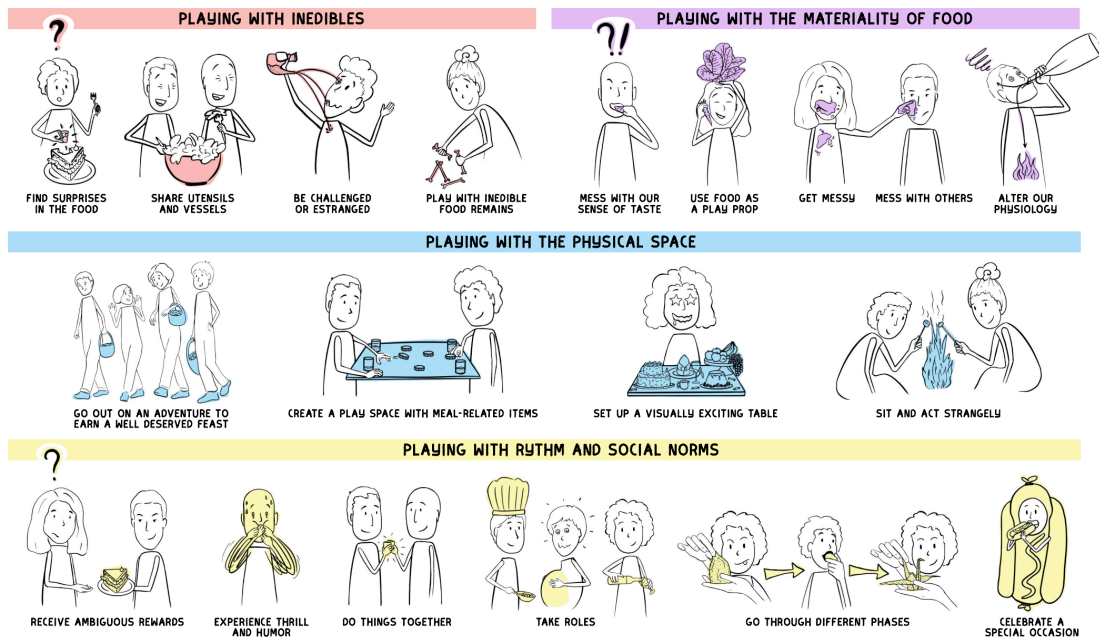 PLAYING WITH INEDIBLES
PLAYING WITH THE MATERIALITY OF FOOD
?
?!
FIND SURPRISES
IN THE FOOD
SHARE UTENSILS
AND VESSELS
BE CHALLENGED
OR ESTRANGED
PLAY WITH INEDIBLE
FOOD REMAINS
MESS WITH OUR
SENSE OF TASTE
USE FOOD AS
A PLAY PROP
GET MESSY
MESS WITH OTHERS
ALTER OUR
PHYSIOLOGY
PLAYING WITH THE PHYSICAL SPACE
GO OUT ON AN ADVENTURE TO
EARN A WELL DESERVED FEAST
CREATE A PLAY SPACE WITH MEAL-RELATED ITEMS
SET UP A VISUALLY EXCITING TABLE
SIT AND ACT STRANGELY
PLAYING WITH RYTHM AND SOCIAL NORMS
?
RECEIVE AMBIGUOUS REWARDS
EXPERIENCE THRILL
AND HUMOR
DO THINGS TOGETHER
TAKE ROLES
GO THROUGH DIFFERENT PHASES
CELEBRATE A
SPECIAL OCCASION